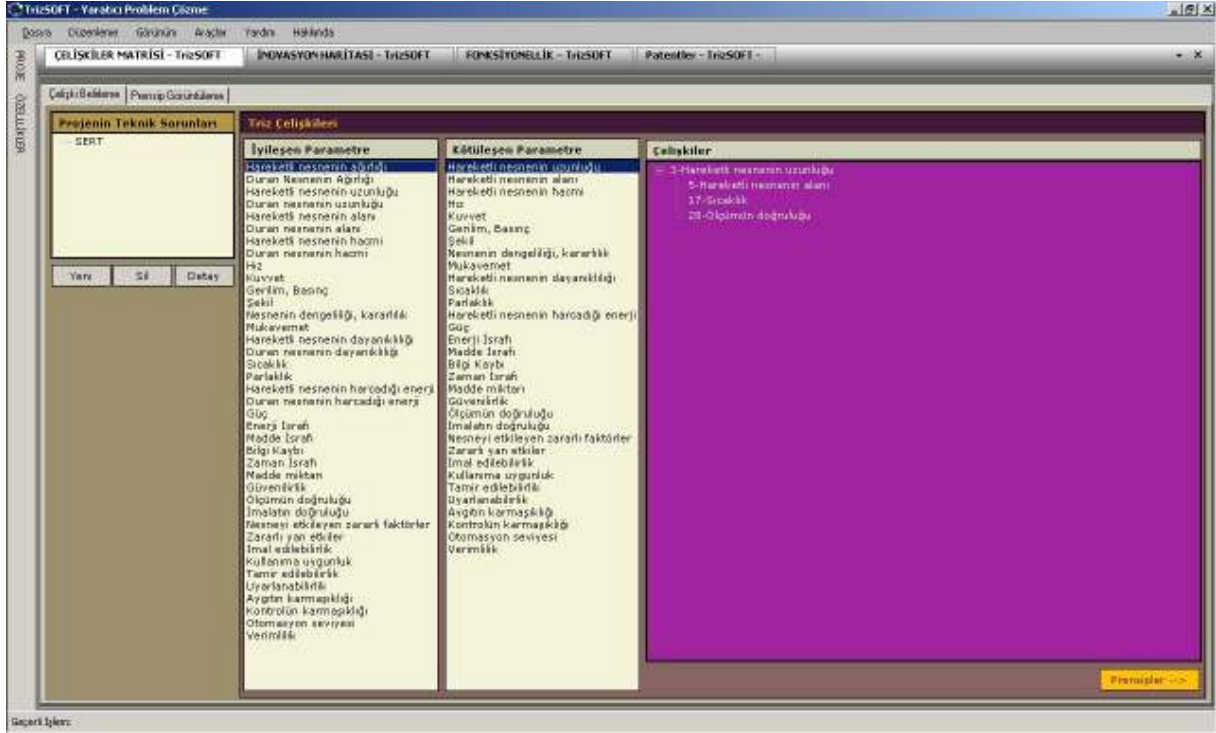 TrizSOFT - Yaratıcı Problem Çözme
Dosya Düzenleme Görünüm Araçlar Yardım Hakkında
ÇELİŞKİLER MATRİSİ - TrizSOFT İNOVASYON HARİTASI - TrizSOFT FONKSİYONELLİK - TrizSOFT Patentler - TrizSOFT -
PROJE ÖZELLİKLERİ
Çelişki Belirleme Prensip Görüntüleme
Projenin Teknik Sorunları
SERT
Yeni Sil Detay
Triz Çelişkileri
İyileşen Parametre
Hareketli nesnenin ağırlığı
Duran Nesnenin Ağırlığı
Hareketli nesnenin uzunluğu
Duran nesnenin uzunluğu
Hareketli nesnenin alanı
Duran nesnenin alanı
Hareketli nesnenin hacmi
Duran nesnenin hacmi
Hız
Kuvvet
Gerilim, Basınç
Şekil
Nesnenin dengeliliği, kararlılık
Mukavemet
Hareketli nesnenin dayanıklılığı
Duran nesnenin dayanıklılığı
Sıcaklık
Parlaklık
Hareketli nesnenin harcadığı enerji
Duran nesnenin harcadığı enerji
Güç
Enerji İsrafı
Madde İsrafı
Bilgi Kaybı
Zaman İsrafı
Madde miktarı
Güvenilirlik
Ölçümün doğruluğu
İmalatın doğruluğu
Nesneyi etkileyen zararlı faktörler
Zararlı yan etkiler
İmal edilebilirlik
Kullanıma uygunluk
Tamir edilebilirlik
Uyarlanabilirlik
Aygıtın karmaşıklığı
Kontrolün karmaşıklığı
Otomasyon seviyesi
Verimlilik
Kötüleşen Parametre
Hareketli nesnenin uzunluğu
Hareketli nesnenin alanı
Hareketli nesnenin hacmi
Hız
Kuvvet
Gerilim, Basınç
Şekil
Nesnenin dengeliliği, kararlılık
Mukavemet
Hareketli nesnenin dayanıklılığı
Sıcaklık
Parlaklık
Hareketli nesnenin harcadığı enerji
Güç
Enerji İsrafı
Madde İsrafı
Bilgi Kaybı
Zaman İsrafı
Madde miktarı
Güvenilirlik
Ölçümün doğruluğu
İmalatın doğruluğu
Nesneyi etkileyen zararlı faktörler
Zararlı yan etkiler
İmal edilebilirlik
Kullanıma uygunluk
Tamir edilebilirlik
Uyarlanabilirlik
Aygıtın karmaşıklığı
Kontrolün karmaşıklığı
Otomasyon seviyesi
Verimlilik
Çelişkiler
3-Hareketli nesnenin uzunluğu
5-Hareketli nesnenin alanı
17-Sıcaklık
28-Ölçümün doğruluğu
Prensipler -->
Geçerli İşlem: